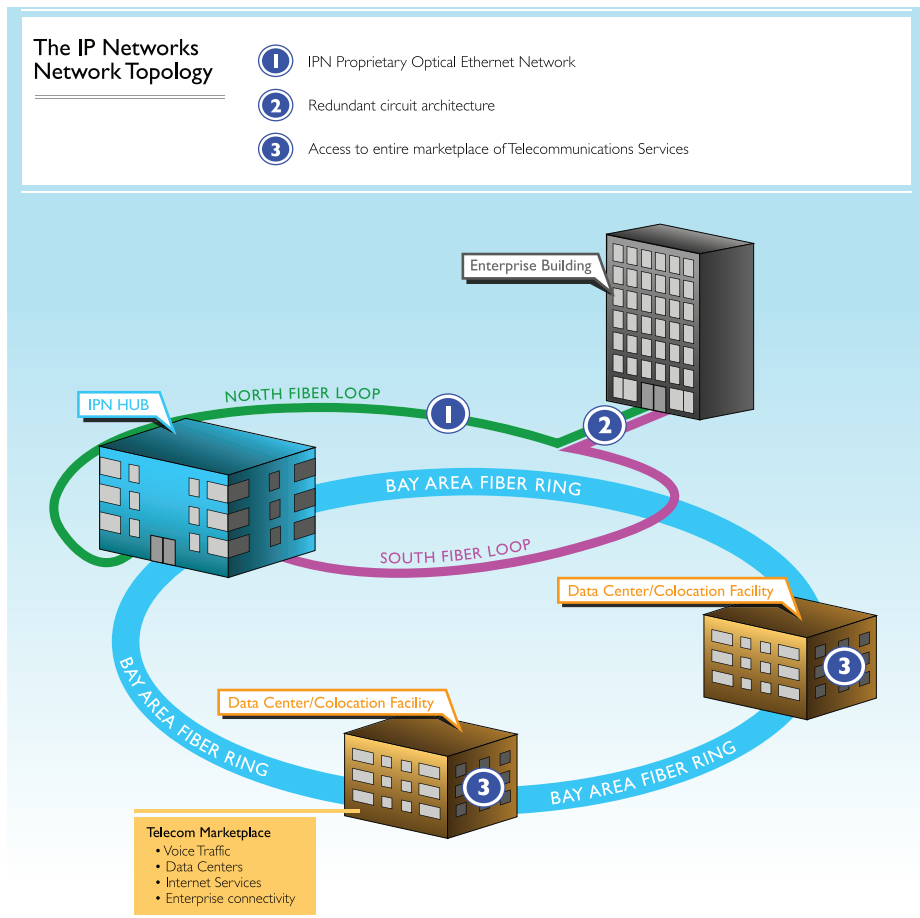 The IP Networks
Network Topology
1 IPN Proprietary Optical Ethernet Network
2 Redundant circuit architecture
3 Access to entire marketplace of Telecommunications Services
Enterprise Building
IPN HUB
NORTH FIBER LOOP
1
2
BAY AREA FIBER RING
SOUTH FIBER LOOP
Data Center/Colocation Facility
3
BAY AREA FIBER RING
Data Center/Colocation Facility
3
BAY AREA FIBER RING
Telecom Marketplace
• Voice Traffic
• Data Centers
• Internet Services
• Enterprise connectivity